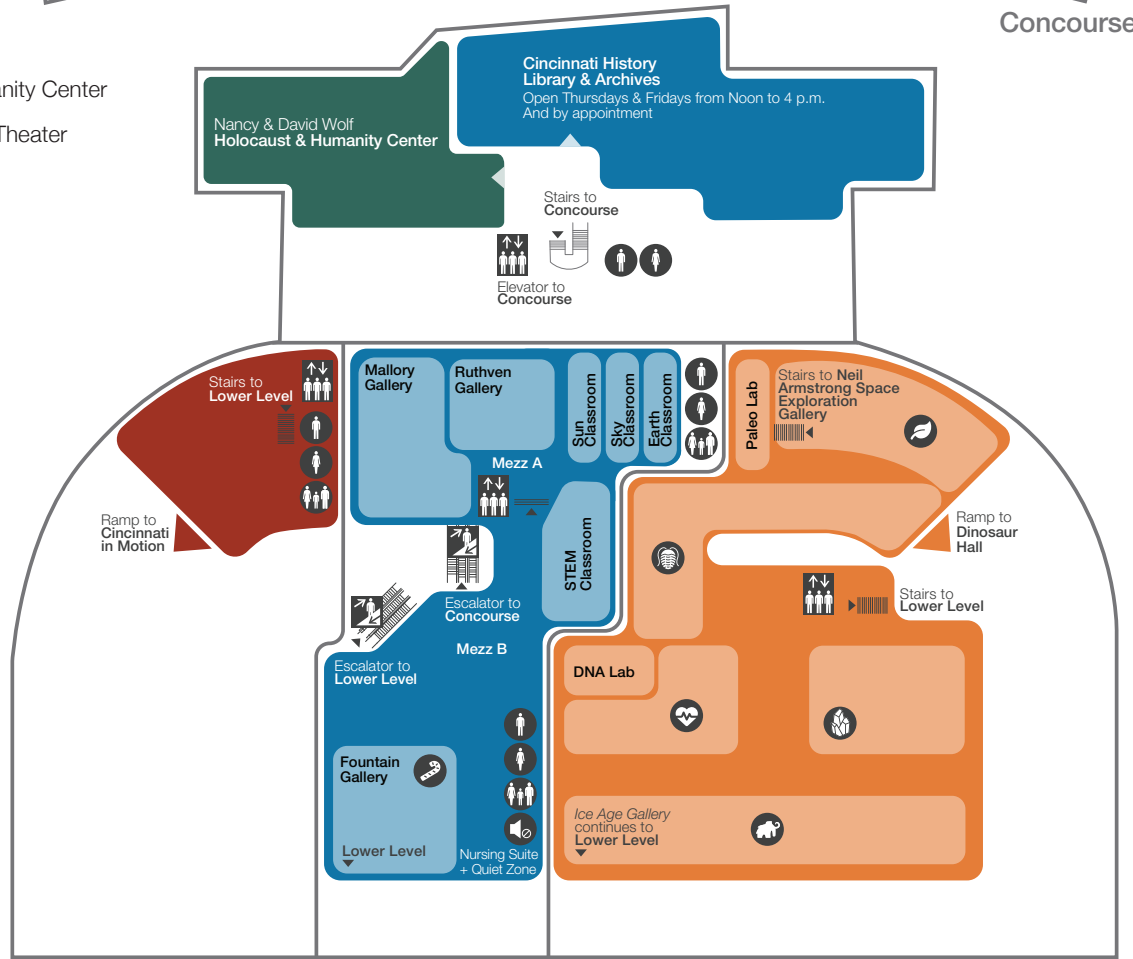 Concourse
anity Center
Theater
Cincinnati History
Library & Archives
Open Thursdays & Fridays from Noon to 4 p.m.
And by appointment
Nancy & David Wolf
Holocaust & Humanity Center
Stairs to
Concourse
Elevator to
Concourse
Stairs to
Lower Level
Ramp to
Cincinnati
in Motion
Mallory
Gallery
Ruthven
Gallery
Sun
Classroom
Sky
Classroom
Earth
Classroom
Mezz A
STEM
Classroom
Escalator to
Concourse
Mezz B
Escalator to
Lower Level
Fountain
Gallery
Lower Level
Nursing Suite
+ Quiet Zone
Paleo Lab
Stairs to Neil
Armstrong Space
Exploration
Gallery
Ramp to
Dinosaur
Hall
Stairs to
Lower Level
DNA Lab
Ice Age Gallery
continues to
Lower Level